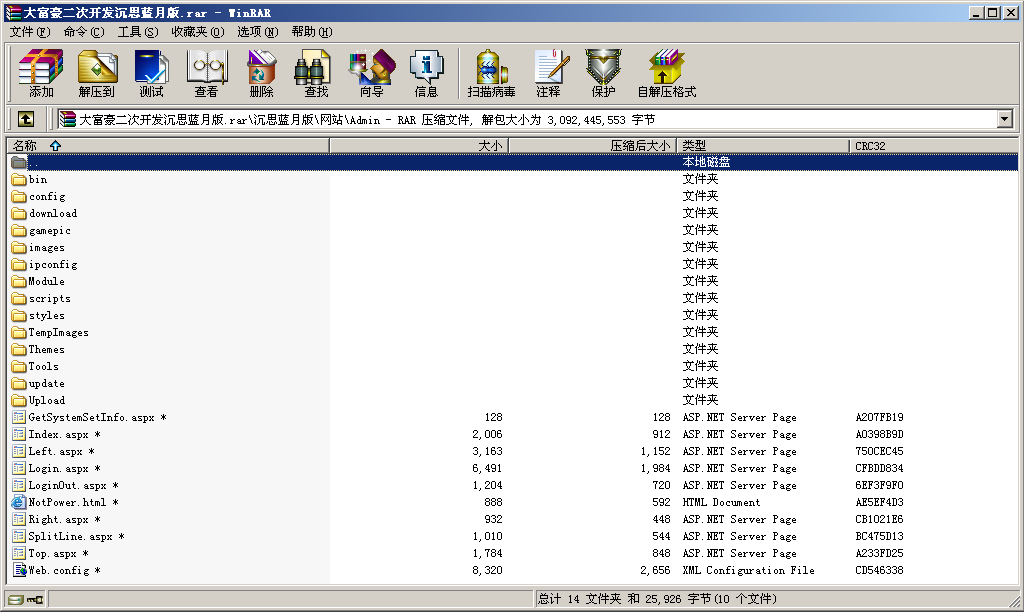 大富豪二次开发沉思蓝月版.rar - WinRAR
文件(F) 命令(C) 工具(S) 收藏夹(O) 选项(N) 帮助(H)
添加 解压到 测试 查看 删除 查找 向导 信息 扫描病毒 注释 保护 自解压格式
大富豪二次开发沉思蓝月版.rar\沉思蓝月版\网站\Admin - RAR 压缩文件, 解包大小为 3,092,445,553 字节
名称 大小 压缩后大小 类型 CRC32
.. 本地磁盘
bin 文件夹
config 文件夹
download 文件夹
gamepic 文件夹
images 文件夹
ipconfig 文件夹
Module 文件夹
scripts 文件夹
styles 文件夹
TempImages 文件夹
Themes 文件夹
Tools 文件夹
update 文件夹
Upload 文件夹
GetSystemSetInfo.aspx * 128 128 ASP.NET Server Page A207FB19
Index.aspx * 2,006 912 ASP.NET Server Page A0398B9D
Left.aspx * 3,163 1,152 ASP.NET Server Page 750CEC45
Login.aspx * 6,491 1,984 ASP.NET Server Page CFBDD834
LoginOut.aspx * 1,204 720 ASP.NET Server Page 6EF3F9F0
NotPower.html * 888 592 HTML Document AE5EF4D3
Right.aspx * 932 448 ASP.NET Server Page CB1021E6
SplitLine.aspx * 1,010 544 ASP.NET Server Page BC475D13
Top.aspx * 1,784 848 ASP.NET Server Page A233FD25
Web.config * 8,320 2,656 XML Configuration File CD546338
总计 14 文件夹 和 25,926 字节(10 个文件)